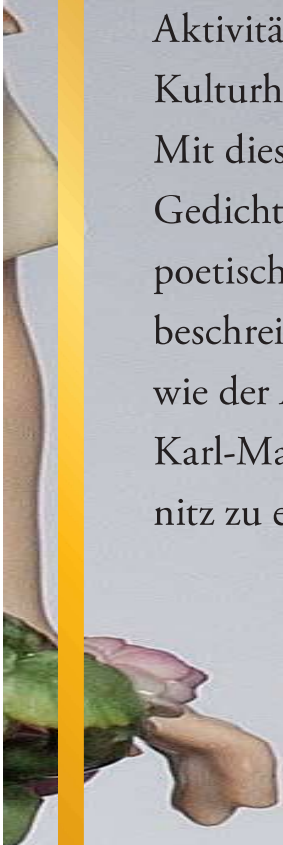 Aktivitä
Kulturh
Mit dies
Gedicht
poetisch
beschrei
wie der
Karl-Ma
nitz zu e